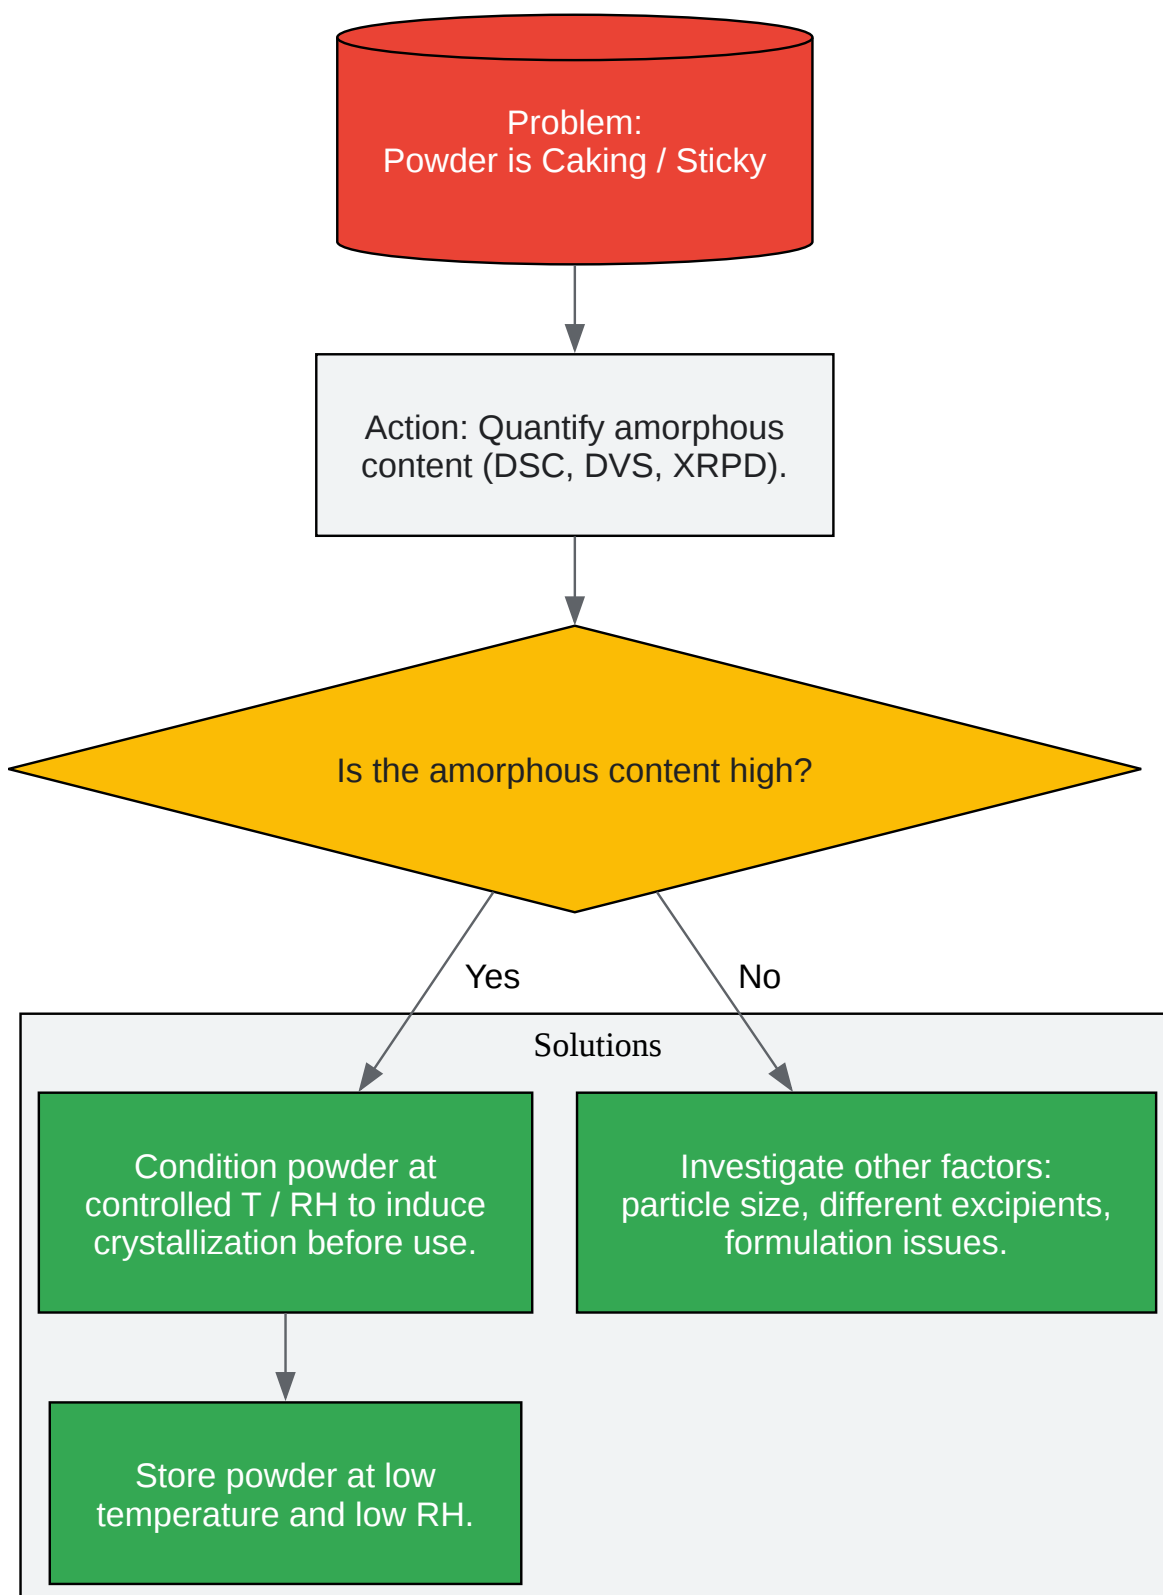 Problem:
Powder is Caking / Sticky
Action: Quantify amorphous
content (DSC, DVS, XRPD).
Is the amorphous content high?
Yes
No
Solutions
Condition powder at
controlled T / RH to induce
crystallization before use.
Investigate other factors:
particle size, different excipients,
formulation issues.
Store powder at low
temperature and low RH.